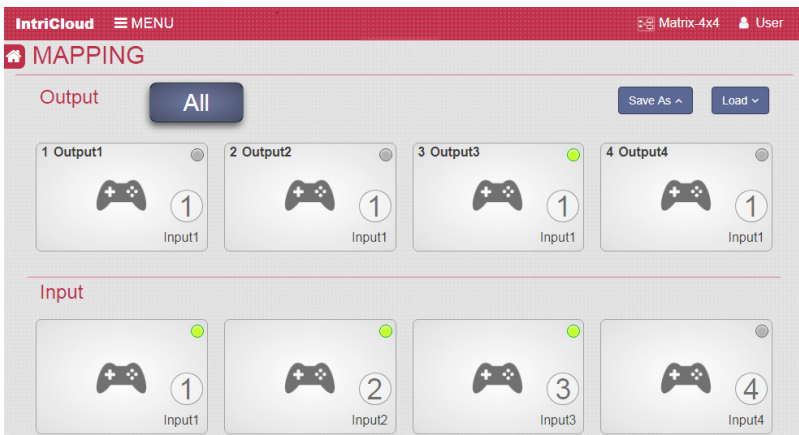 IntriCloud MENU Matrix-4x4 User
MAPPING
Output All Save As Load
1 Output1 2 Output2 3 Output3 4 Output4
1 1 1 1
Input1 Input1 Input1 Input1
Input
1 2 3 4
Input1 Input2 Input3 Input4